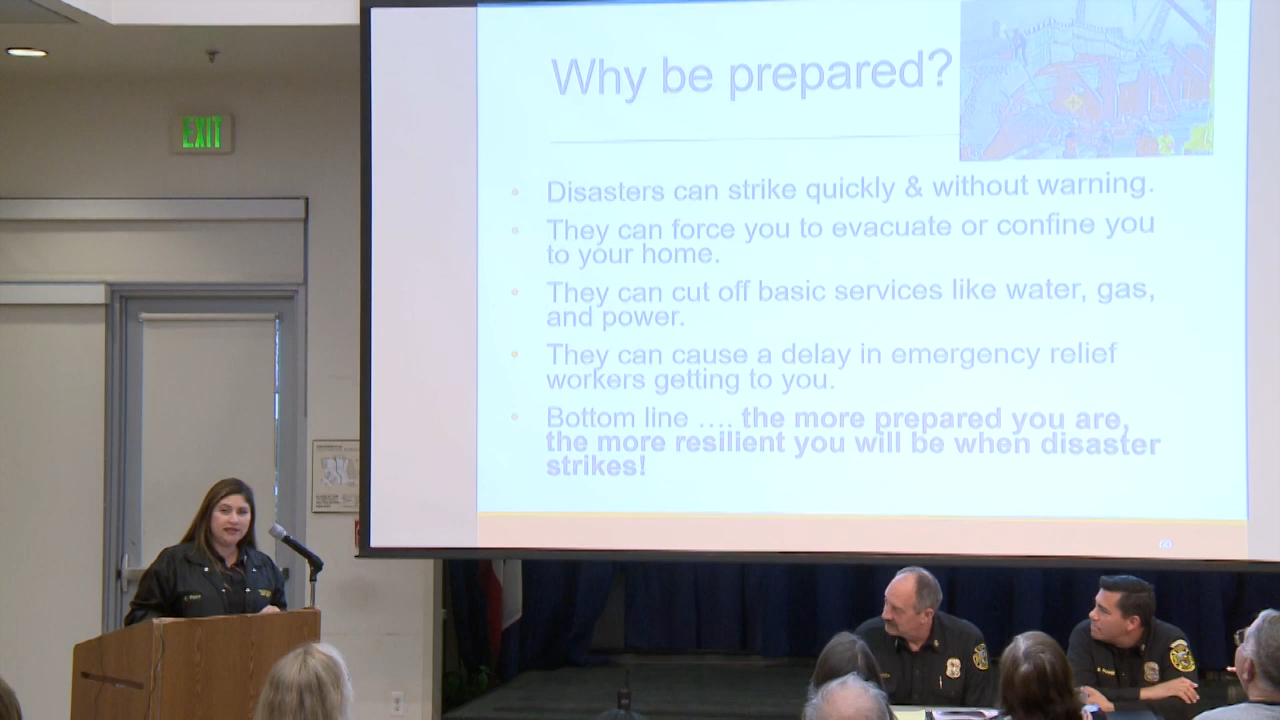 EXIT
Why be prepared?
Disasters can strike quickly & without warning.
They can force you to evacuate or confine you
to your home.
They can cut off basic services like water, gas,
and power.
They can cause a delay in emergency relief
workers getting to you.
Bottom line .... the more prepared you are,
the more resilient you will be when disaster
strikes!